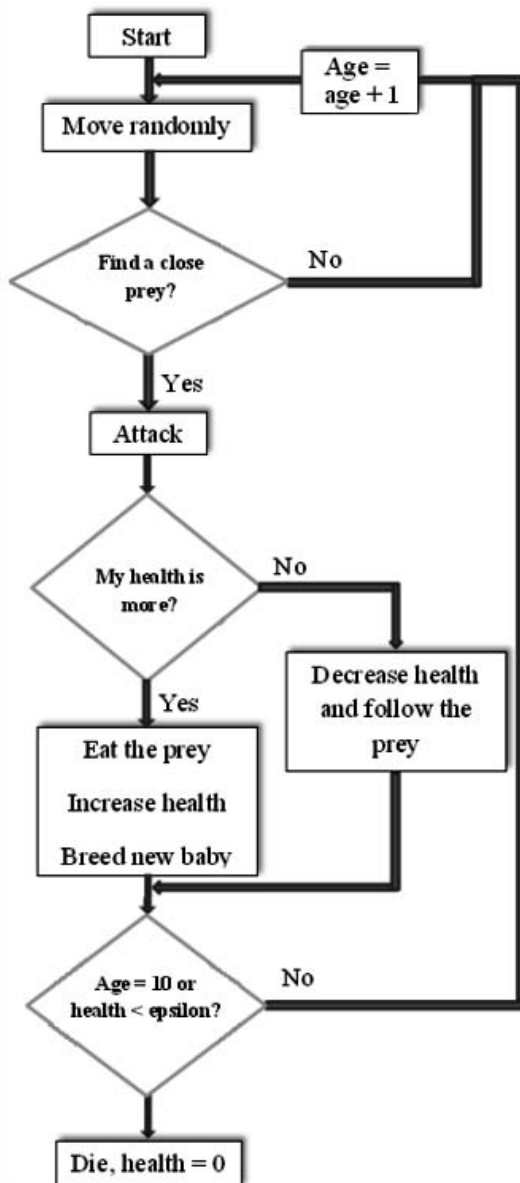 Start
Age =
age + 1
Move randomly
Find a close
prey?
No
Yes
Attack
My health is
more?
No
Yes
Decrease health
and follow the
prey
Eat the prey
Increase health
Breed new baby
Age = 10 or
health < epsilon?
No
Die, health = 0